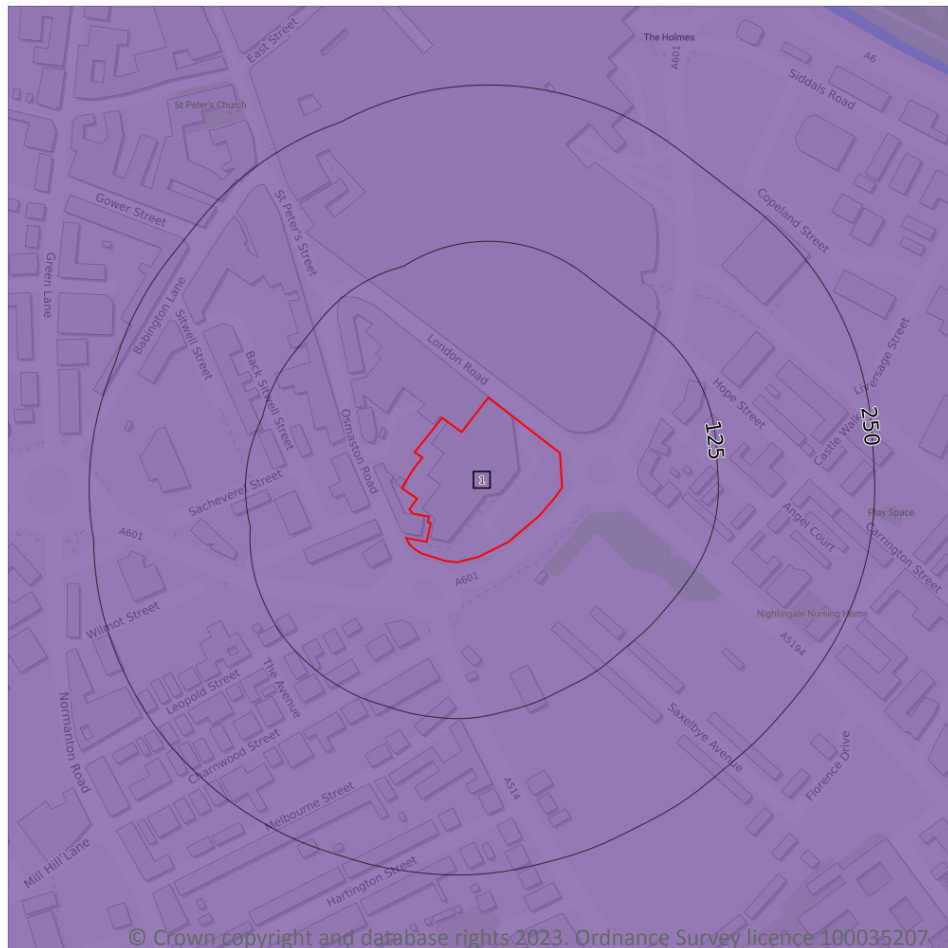 East Street
The Holmes
A601
A6
Siddals Road
St Peter's Church
Gower Street
St Peter's Street
Copeland Street
Green Lane
Babington Lane
Sitwell Street
Back Sitwell Street
London Road
Liversage Street
Hope Street
Castle Walk
250
125
Osmaston Road
1
Sacheverel Street
Play Space
Angel Court
Carrington Street
A601
A601
Wilmot Street
Nightingale Nursing Home
A5194
Leopold Street
The Avenue
Normanton Road
Charnwood Street
Saxelbye Avenue
Florence Drive
Melbourne Street
A514
Mill Hill Lane
Hartington Street
© Crown copyright and database rights 2023. Ordnance Survey licence 100035207.